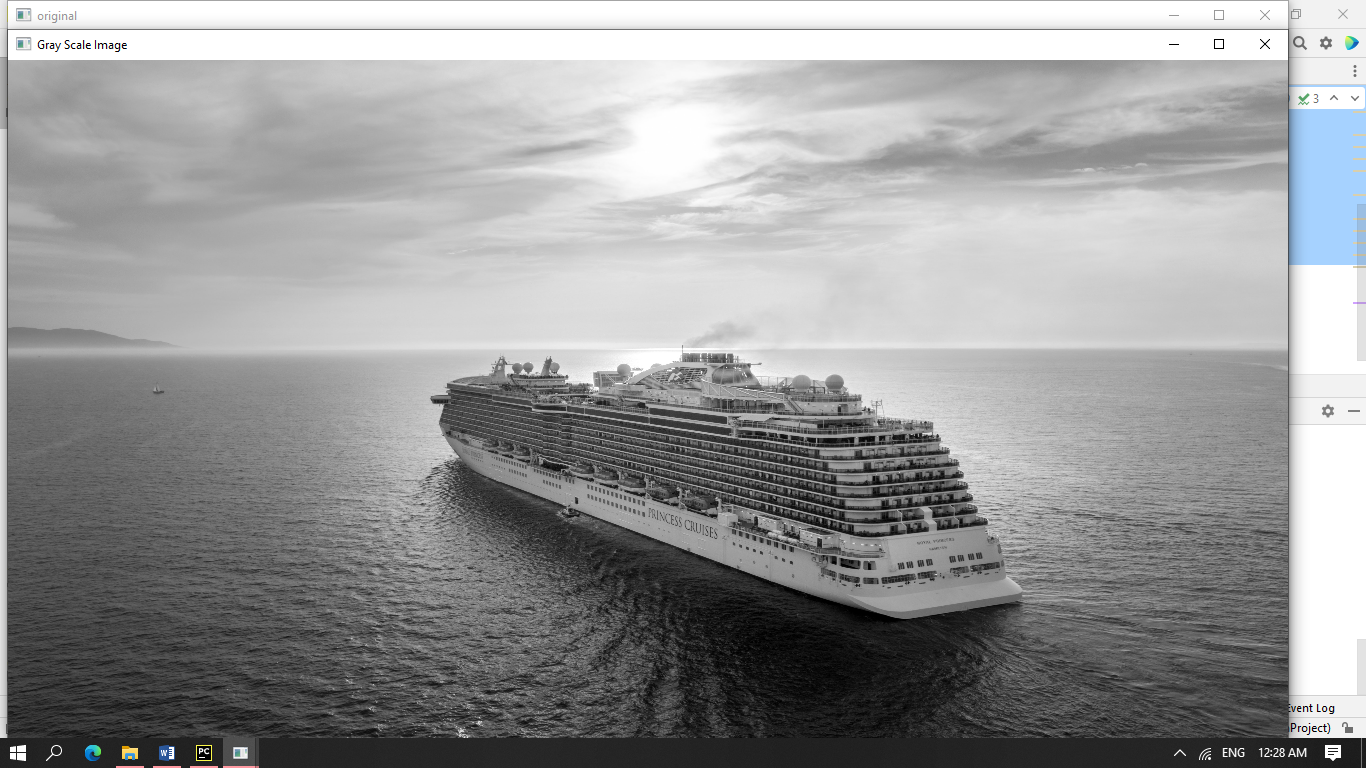 original
Gray Scale Image
3
PRINCESS CRUISES
Event Log
Project)
ENG
12:28 AM